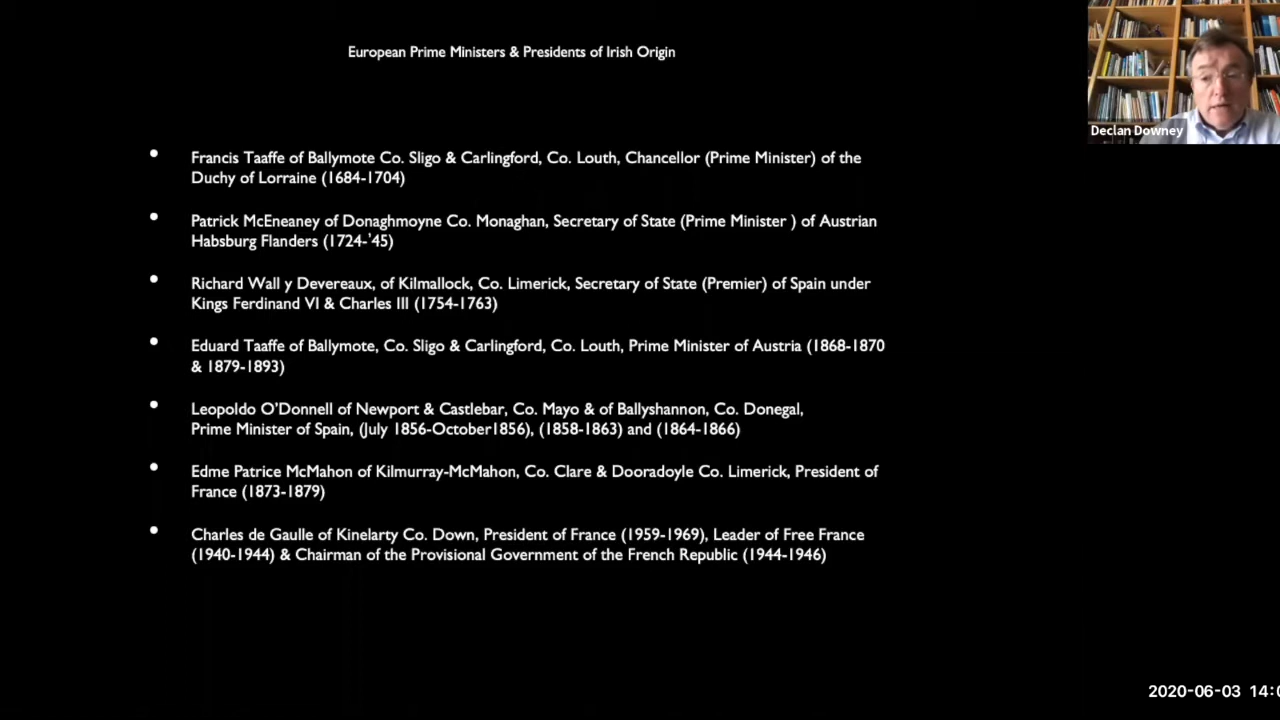 European Prime Ministers & Presidents of Irish Origin
Declan Downey
• Francis Taaffe of Ballymote Co. Sligo & Carlingford, Co. Louth, Chancellor (Prime Minister) of the
Duchy of Lorraine (1684-1704)
• Patrick McEneaney of Donaghmoyne Co. Monaghan, Secretary of State (Prime Minister ) of Austrian
Habsburg Flanders (1724-'45)
• Richard Wall y Devereaux, of Kilmallock, Co. Limerick, Secretary of State (Premier) of Spain under
Kings Ferdinand VI & Charles III (1754-1763)
• Eduard Taaffe of Ballymote, Co. Sligo & Carlingford, Co. Louth, Prime Minister of Austria (1868-1870
& 1879-1893)
• Leopoldo O'Donnell of Newport & Castlebar, Co. Mayo & of Ballyshannon, Co. Donegal,
Prime Minister of Spain, (July 1856-October1856), (1858-1863) and (1864-1866)
• Edme Patrice McMahon of Kilmurray-McMahon, Co. Clare & Dooradoyle Co. Limerick, President of
France (1873-1879)
• Charles de Gaulle of Kinelarty Co. Down, President of France (1959-1969), Leader of Free France
(1940-1944) & Chairman of the Provisional Government of the French Republic (1944-1946)
2020-06-03 14:0